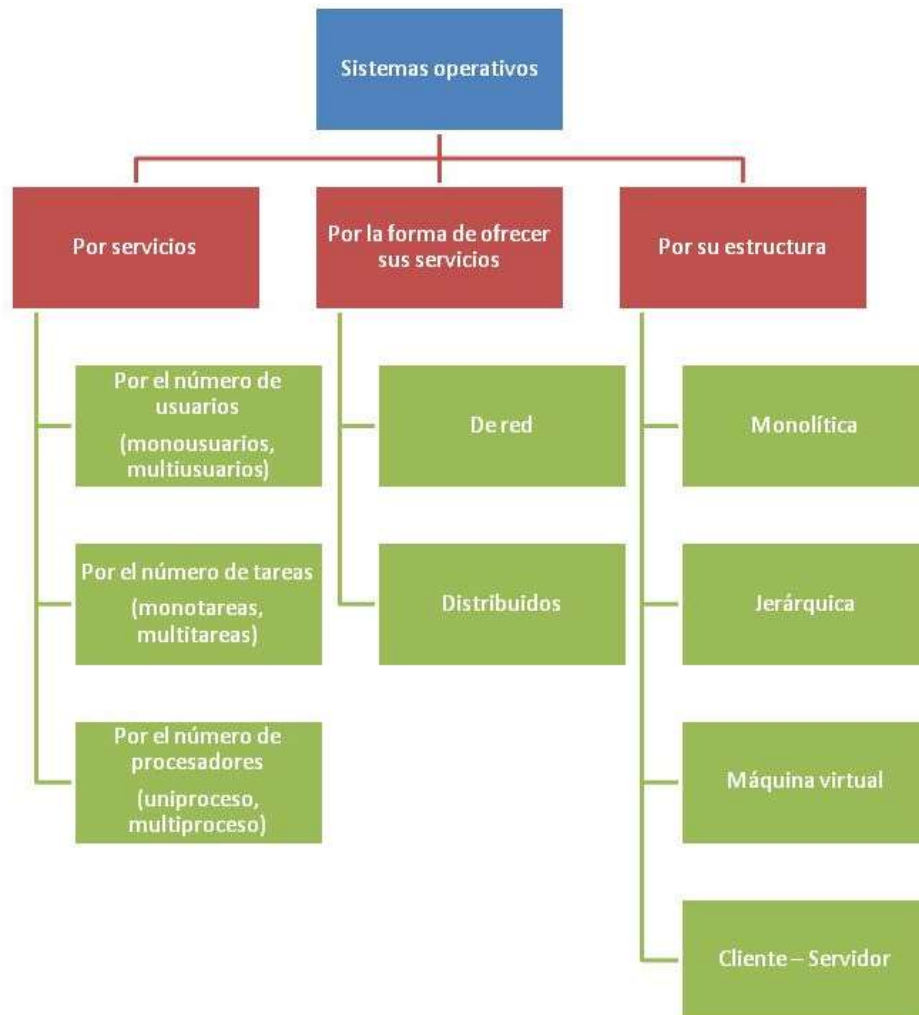 Sistemas operativos
Por servicios
Por la forma de ofrecer
sus servicios
Por su estructura
Por el número de
usuarios
(monousuarios,
multiusuarios)
De red
Monolítica
Por el número de tareas
(monotareas,
multitareas)
Distribuidos
Jerárquica
Por el número de
procesadores
(uniproceso,
multiproceso)
Máquina virtual
Cliente – Servidor